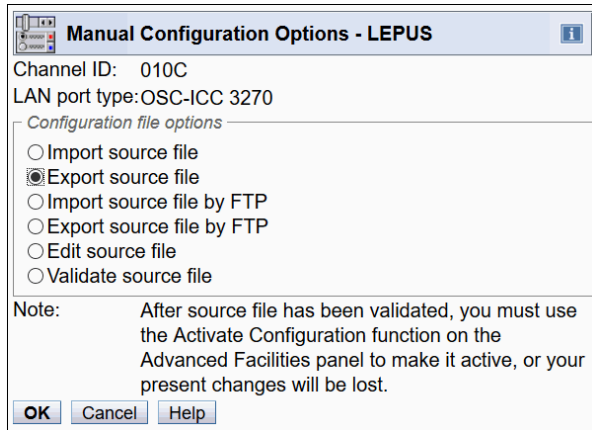 Manual Configuration Options - LEPUS
i
Channel ID: 010C
LAN port type: OSC-ICC 3270
Configuration file options
Import source file
Export source file
Import source file by FTP
Export source file by FTP
Edit source file
Validate source file
Note: After source file has been validated, you must use
the Activate Configuration function on the
Advanced Facilities panel to make it active, or your
present changes will be lost.
OK Cancel Help